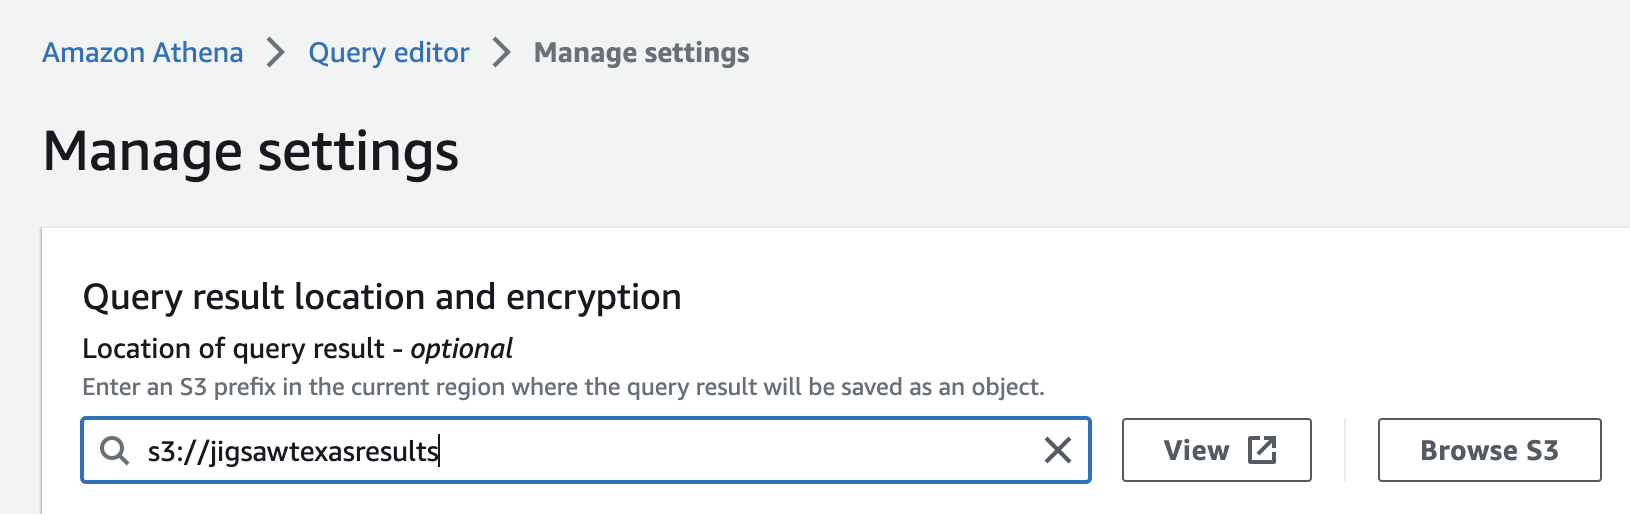 Amazon Athena > Query editor > Manage settings
Manage settings
Query result location and encryption
Location of query result - optional
Enter an S3 prefix in the current region where the query result will be saved as an object.
s3://jigsawtexasresults
View
Browse S3